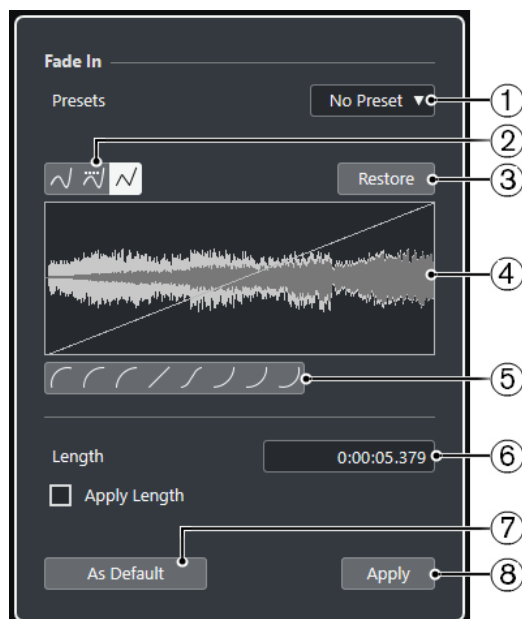 Fade In
Presets
No Preset
①
②
Restore
③
④
⑤
Length
0:00:05.379
⑥
Apply Length
⑦
As Default
Apply
⑧